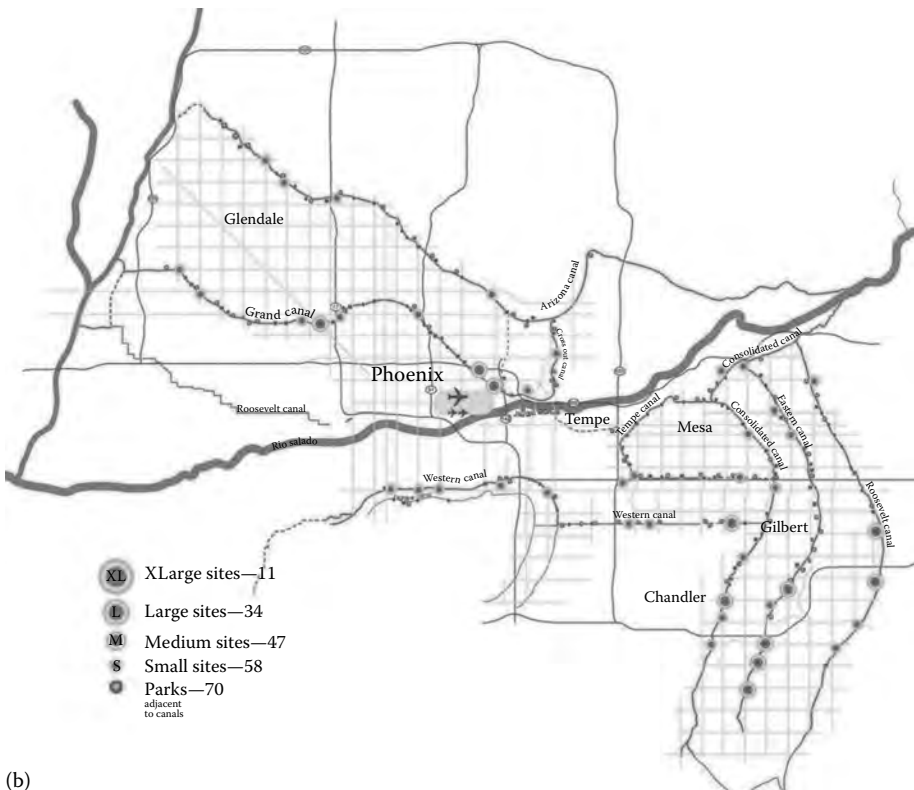 Glendale
Grand canal
Arizona canal
Cross cut canal
Phoenix
Consolidated canal
Roosevelt canal
Tempe
Tempe canal
Eastern canal
Mesa
Consolidated canal
Rio salado
Western canal
Roosevelt canal
Western canal
Gilbert
Chandler
XL XLarge sites—11
L Large sites—34
M Medium sites—47
S Small sites—58
Parks—70
adjacent
to canals
(b)